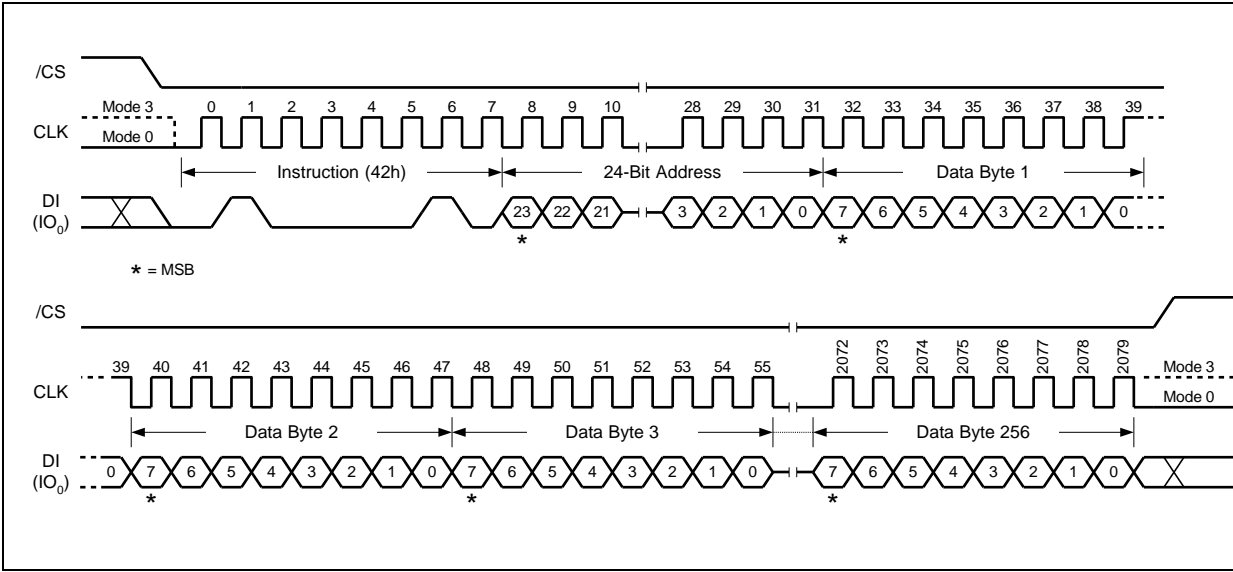 /CS
Mode 3 0 1 2 3 4 5 6 7 8 9 10 28 29 30 31 32 33 34 35 36 37 38 39
CLK Mode 0
Instruction (42h) 24-Bit Address Data Byte 1
DI 23 22 21 3 2 1 0 7 6 5 4 3 2 1 0
(IO0)
* *
* = MSB
/CS
39 40 41 42 43 44 45 46 47 48 49 50 51 52 53 54 55 2072 2073 2074 2075 2076 2077 2078 2079 Mode 3
CLK Mode 0
Data Byte 2 Data Byte 3 Data Byte 256
DI 0 7 6 5 4 3 2 1 0 7 6 5 4 3 2 1 0 7 6 5 4 3 2 1 0
(IO0)
* * *